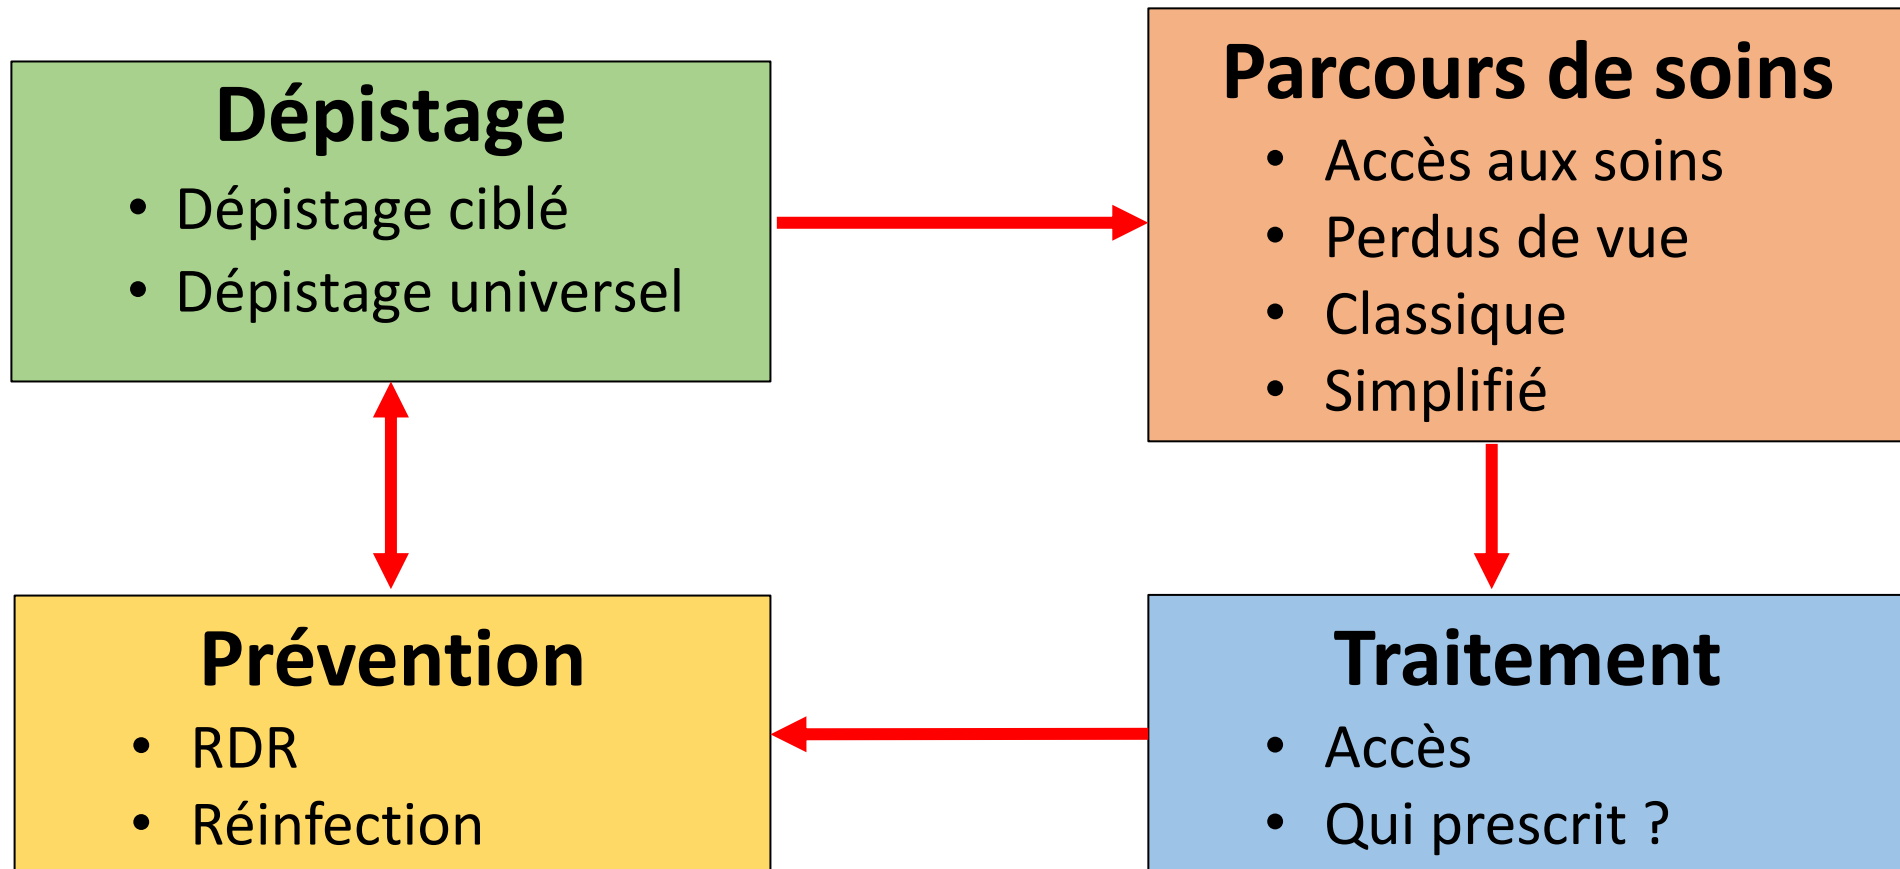 Dépistage
• Dépistage ciblé
• Dépistage universel
Parcours de soins
• Accès aux soins
• Perdus de vue
• Classique
• Simplifié
Prévention
• RDR
• Réinfection
Traitement
• Accès
• Qui prescrit ?